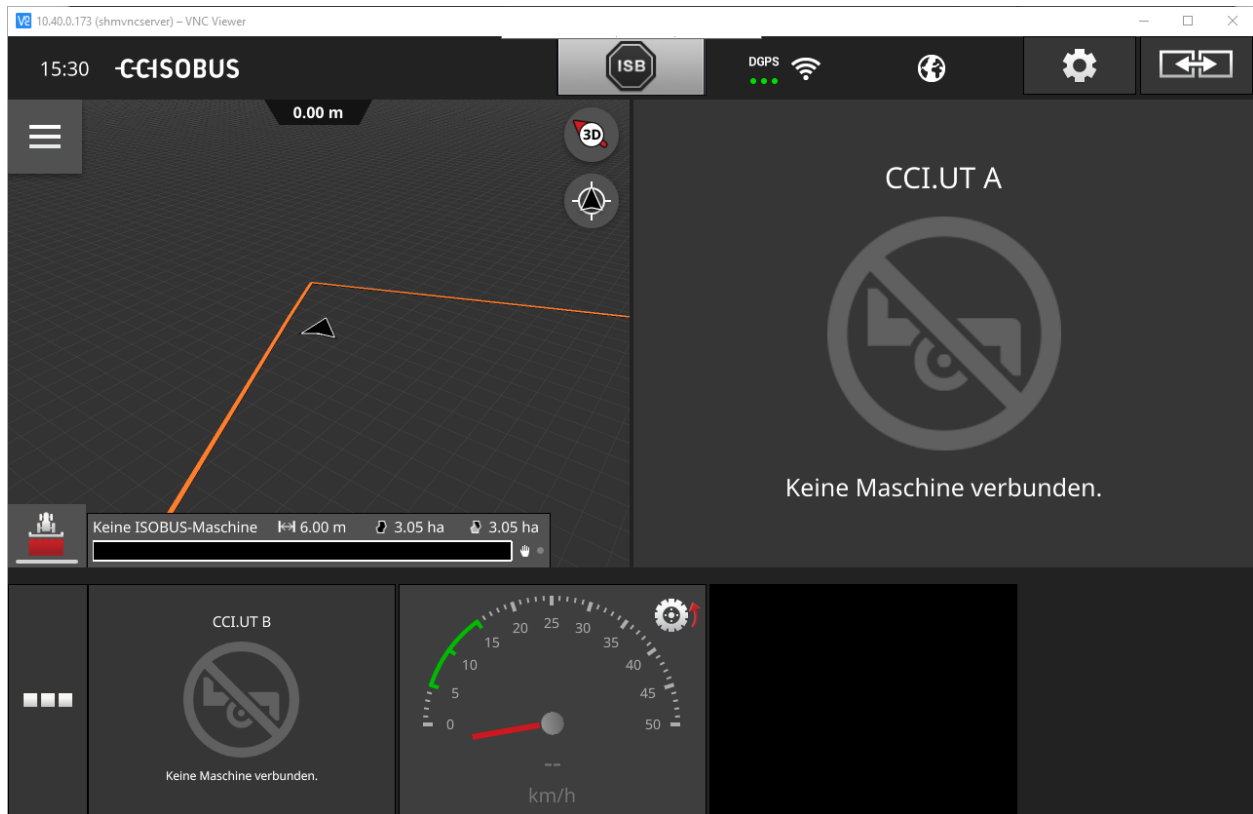 10.40.0.173 (shmvncserver) – VNC Viewer
15:30
CCISOBUS
ISB
DGPS
0.00 m
3D
CCI.UT A
Keine Maschine verbunden.
Keine ISOBUS-Maschine 6.00 m 3.05 ha 3.05 ha
CCI.UT B
Keine Maschine verbunden.
0 5 10 15 20 25 30 35 40 45 50
--
km/h